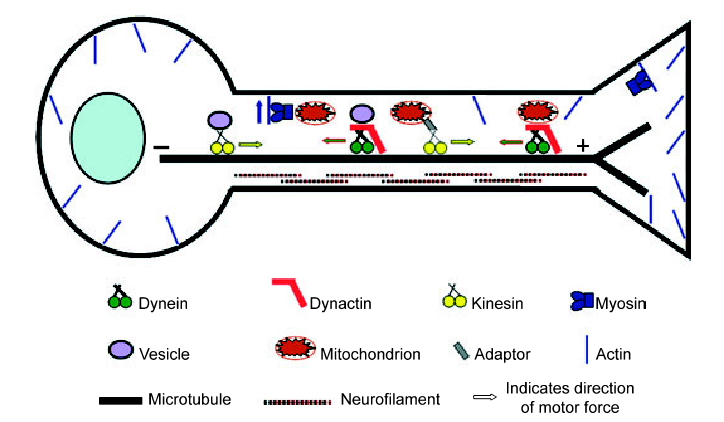 − +
Dynein Dynactin Kinesin Myosin
Vesicle Mitochondrion Adaptor Actin
Microtubule Neurofilament Indicates direction
of motor force